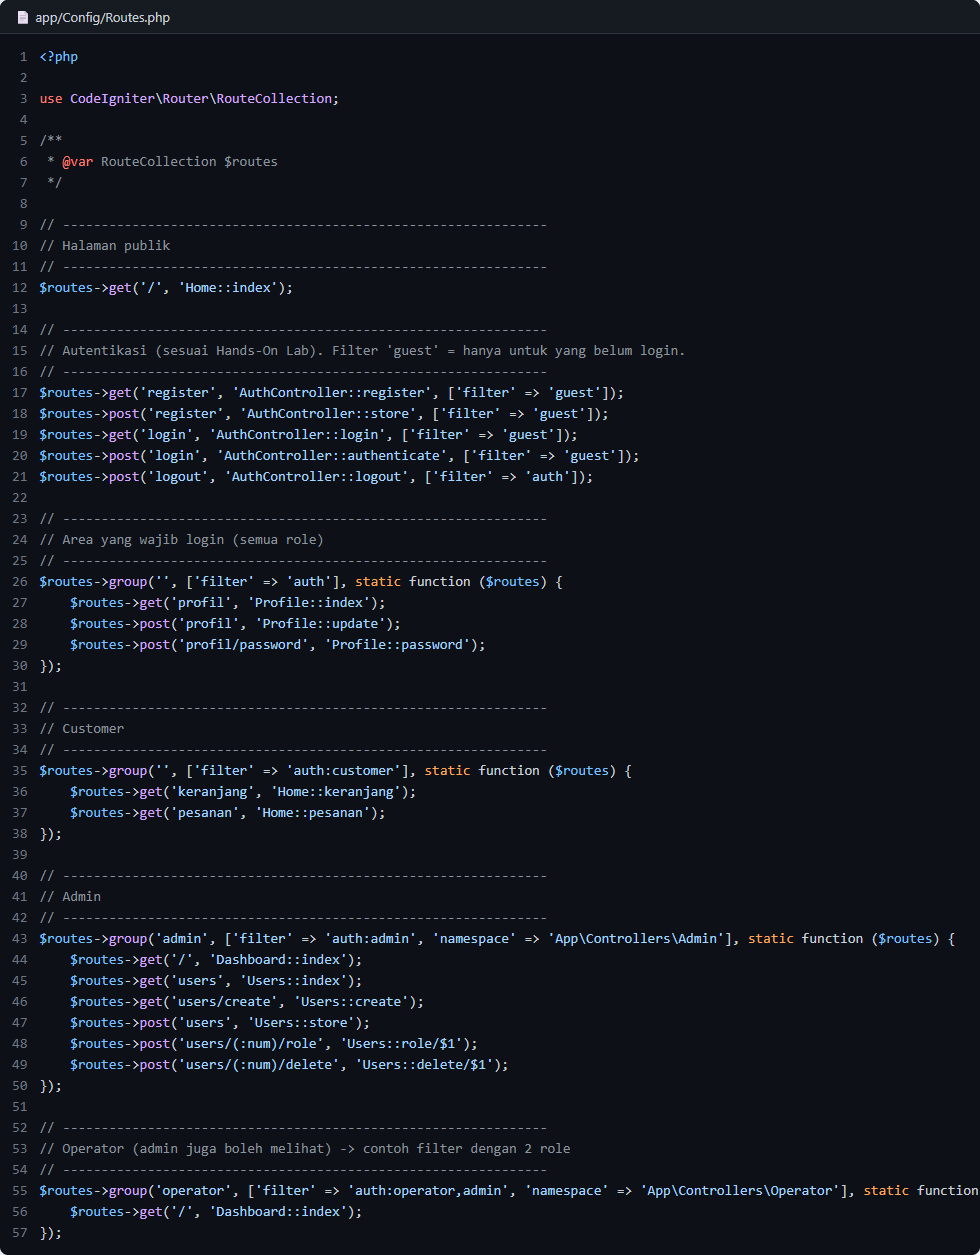 app/Config/Routes.php
1 <?php
2
3 use CodeIgniter\Router\RouteCollection;
4
5 /**
6  * @var RouteCollection $routes
7  */
8
9 // ---------------------------------------------------------------
10 // Halaman publik
11 // ---------------------------------------------------------------
12 $routes->get('/', 'Home::index');
13
14 // ---------------------------------------------------------------
15 // Autentikasi (sesuai Hands-On Lab). Filter 'guest' = hanya untuk yang belum login.
16 // ---------------------------------------------------------------
17 $routes->get('register', 'AuthController::register', ['filter' => 'guest']);
18 $routes->post('register', 'AuthController::store', ['filter' => 'guest']);
19 $routes->get('login', 'AuthController::login', ['filter' => 'guest']);
20 $routes->post('login', 'AuthController::authenticate', ['filter' => 'guest']);
21 $routes->post('logout', 'AuthController::logout', ['filter' => 'auth']);
22
23 // ---------------------------------------------------------------
24 // Area yang wajib login (semua role)
25 // ---------------------------------------------------------------
26 $routes->group('', ['filter' => 'auth'], static function ($routes) {
27     $routes->get('profil', 'Profile::index');
28     $routes->post('profil', 'Profile::update');
29     $routes->post('profil/password', 'Profile::password');
30 });
31
32 // ---------------------------------------------------------------
33 // Customer
34 // ---------------------------------------------------------------
35 $routes->group('', ['filter' => 'auth:customer'], static function ($routes) {
36     $routes->get('keranjang', 'Home::keranjang');
37     $routes->get('pesanan', 'Home::pesanan');
38 });
39
40 // ---------------------------------------------------------------
41 // Admin
42 // ---------------------------------------------------------------
43 $routes->group('admin', ['filter' => 'auth:admin', 'namespace' => 'App\Controllers\Admin'], static function ($routes) {
44     $routes->get('/', 'Dashboard::index');
45     $routes->get('users', 'Users::index');
46     $routes->get('users/create', 'Users::create');
47     $routes->post('users', 'Users::store');
48     $routes->post('users/(:num)/role', 'Users::role/$1');
49     $routes->post('users/(:num)/delete', 'Users::delete/$1');
50 });
51
52 // ---------------------------------------------------------------
53 // Operator (admin juga boleh melihat) -> contoh filter dengan 2 role
54 // ---------------------------------------------------------------
55 $routes->group('operator', ['filter' => 'auth:operator,admin', 'namespace' => 'App\Controllers\Operator'], static function
56     $routes->get('/', 'Dashboard::index');
57 });